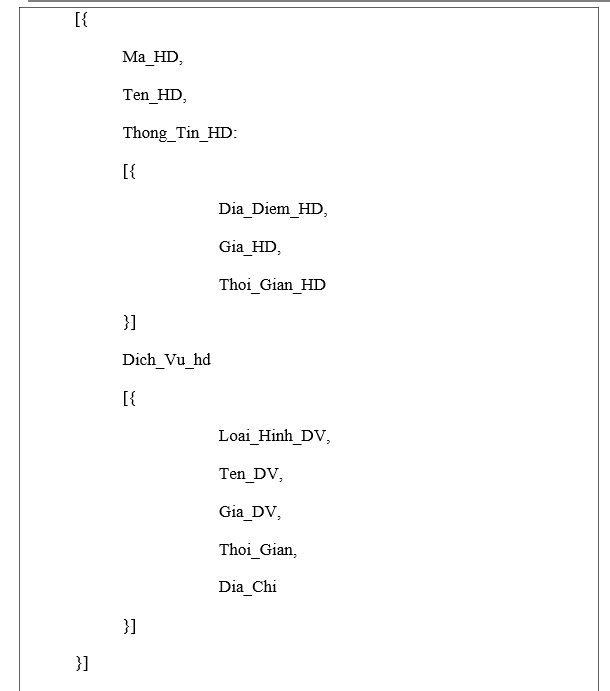 [{
Ma_HD,
Ten_HD,
Thong_Tin_HD:
[{
Dia_Diem_HD,
Gia_HD,
Thoi_Gian_HD
}]
Dich_Vu_hd
[{
Loai_Hinh_DV,
Ten_DV,
Gia_DV,
Thoi_Gian,
Dia_Chi
}]
}]